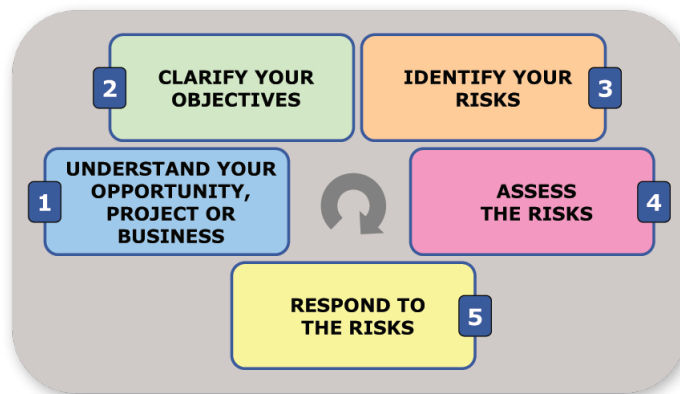 2
CLARIFY YOUR
OBJECTIVES
IDENTIFY YOUR
RISKS
3
1
UNDERSTAND YOUR
OPPORTUNITY,
PROJECT OR
BUSINESS
ASSESS
THE RISKS
4
RESPOND TO
THE RISKS
5